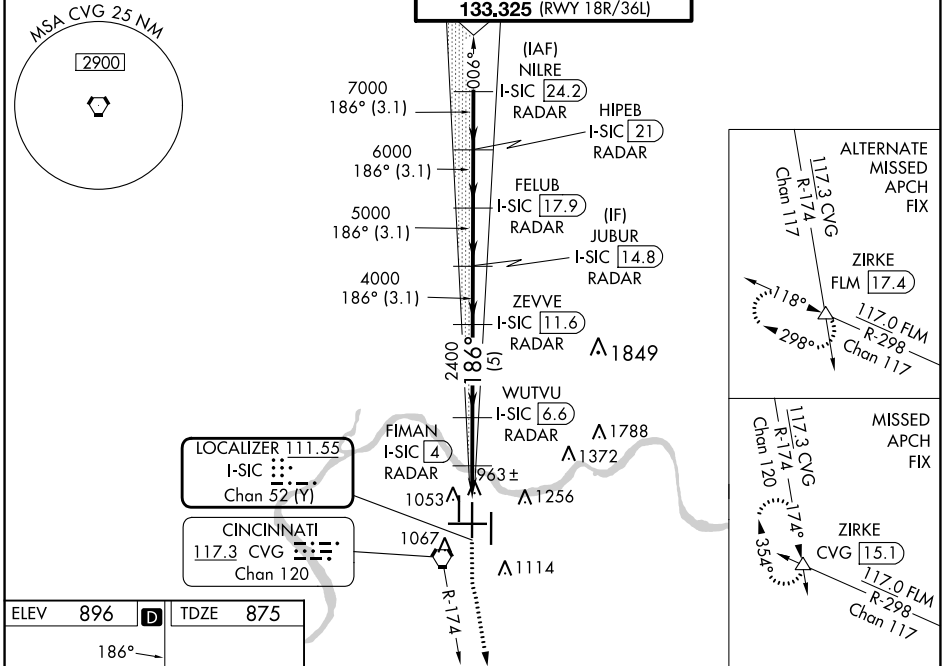 133.325 (RWY 18R/36L)
MSA CVG 25 NM
2900
006°
(IAF)
NILRE
I-SIC 24.2
RADAR
7000
186° (3.1)
HIPEB
I-SIC 21
RADAR
6000
186° (3.1)
FELUB
I-SIC 17.9
RADAR
5000
186° (3.1)
(IF)
JUBUR
I-SIC 14.8
RADAR
4000
186° (3.1)
ZEVVE
I-SIC 11.6
RADAR
1849
2400
186°
(5)
WUTVU
I-SIC 6.6
RADAR
1788
1372
FIMAN
I-SIC 4
RADAR
963±
1053
1256
1067
1114
LOCALIZER 111.55
I-SIC
Chan 52 (Y)
CINCINNATI
117.3 CVG
Chan 120
R-174
ALTERNATE
MISSED
APCH
FIX
117.3 CVG
R-174
Chan 117
ZIRKE
FLM 17.4
118°
298°
117.0 FLM
R-298
Chan 117
MISSED
APCH
FIX
117.3 CVG
R-174
Chan 120
174°
354°
ZIRKE
CVG 15.1
117.0 FLM
R-298
Chan 117
ELEV 896 D TDZE 875
186°